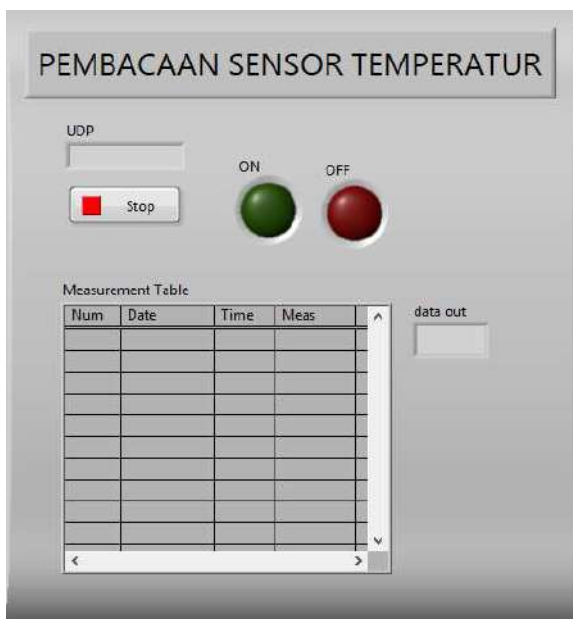 PEMBACAAN SENSOR TEMPERATUR
UDP
ON
OFF
Stop
Measurement Table
Num Date Time Meas
data out